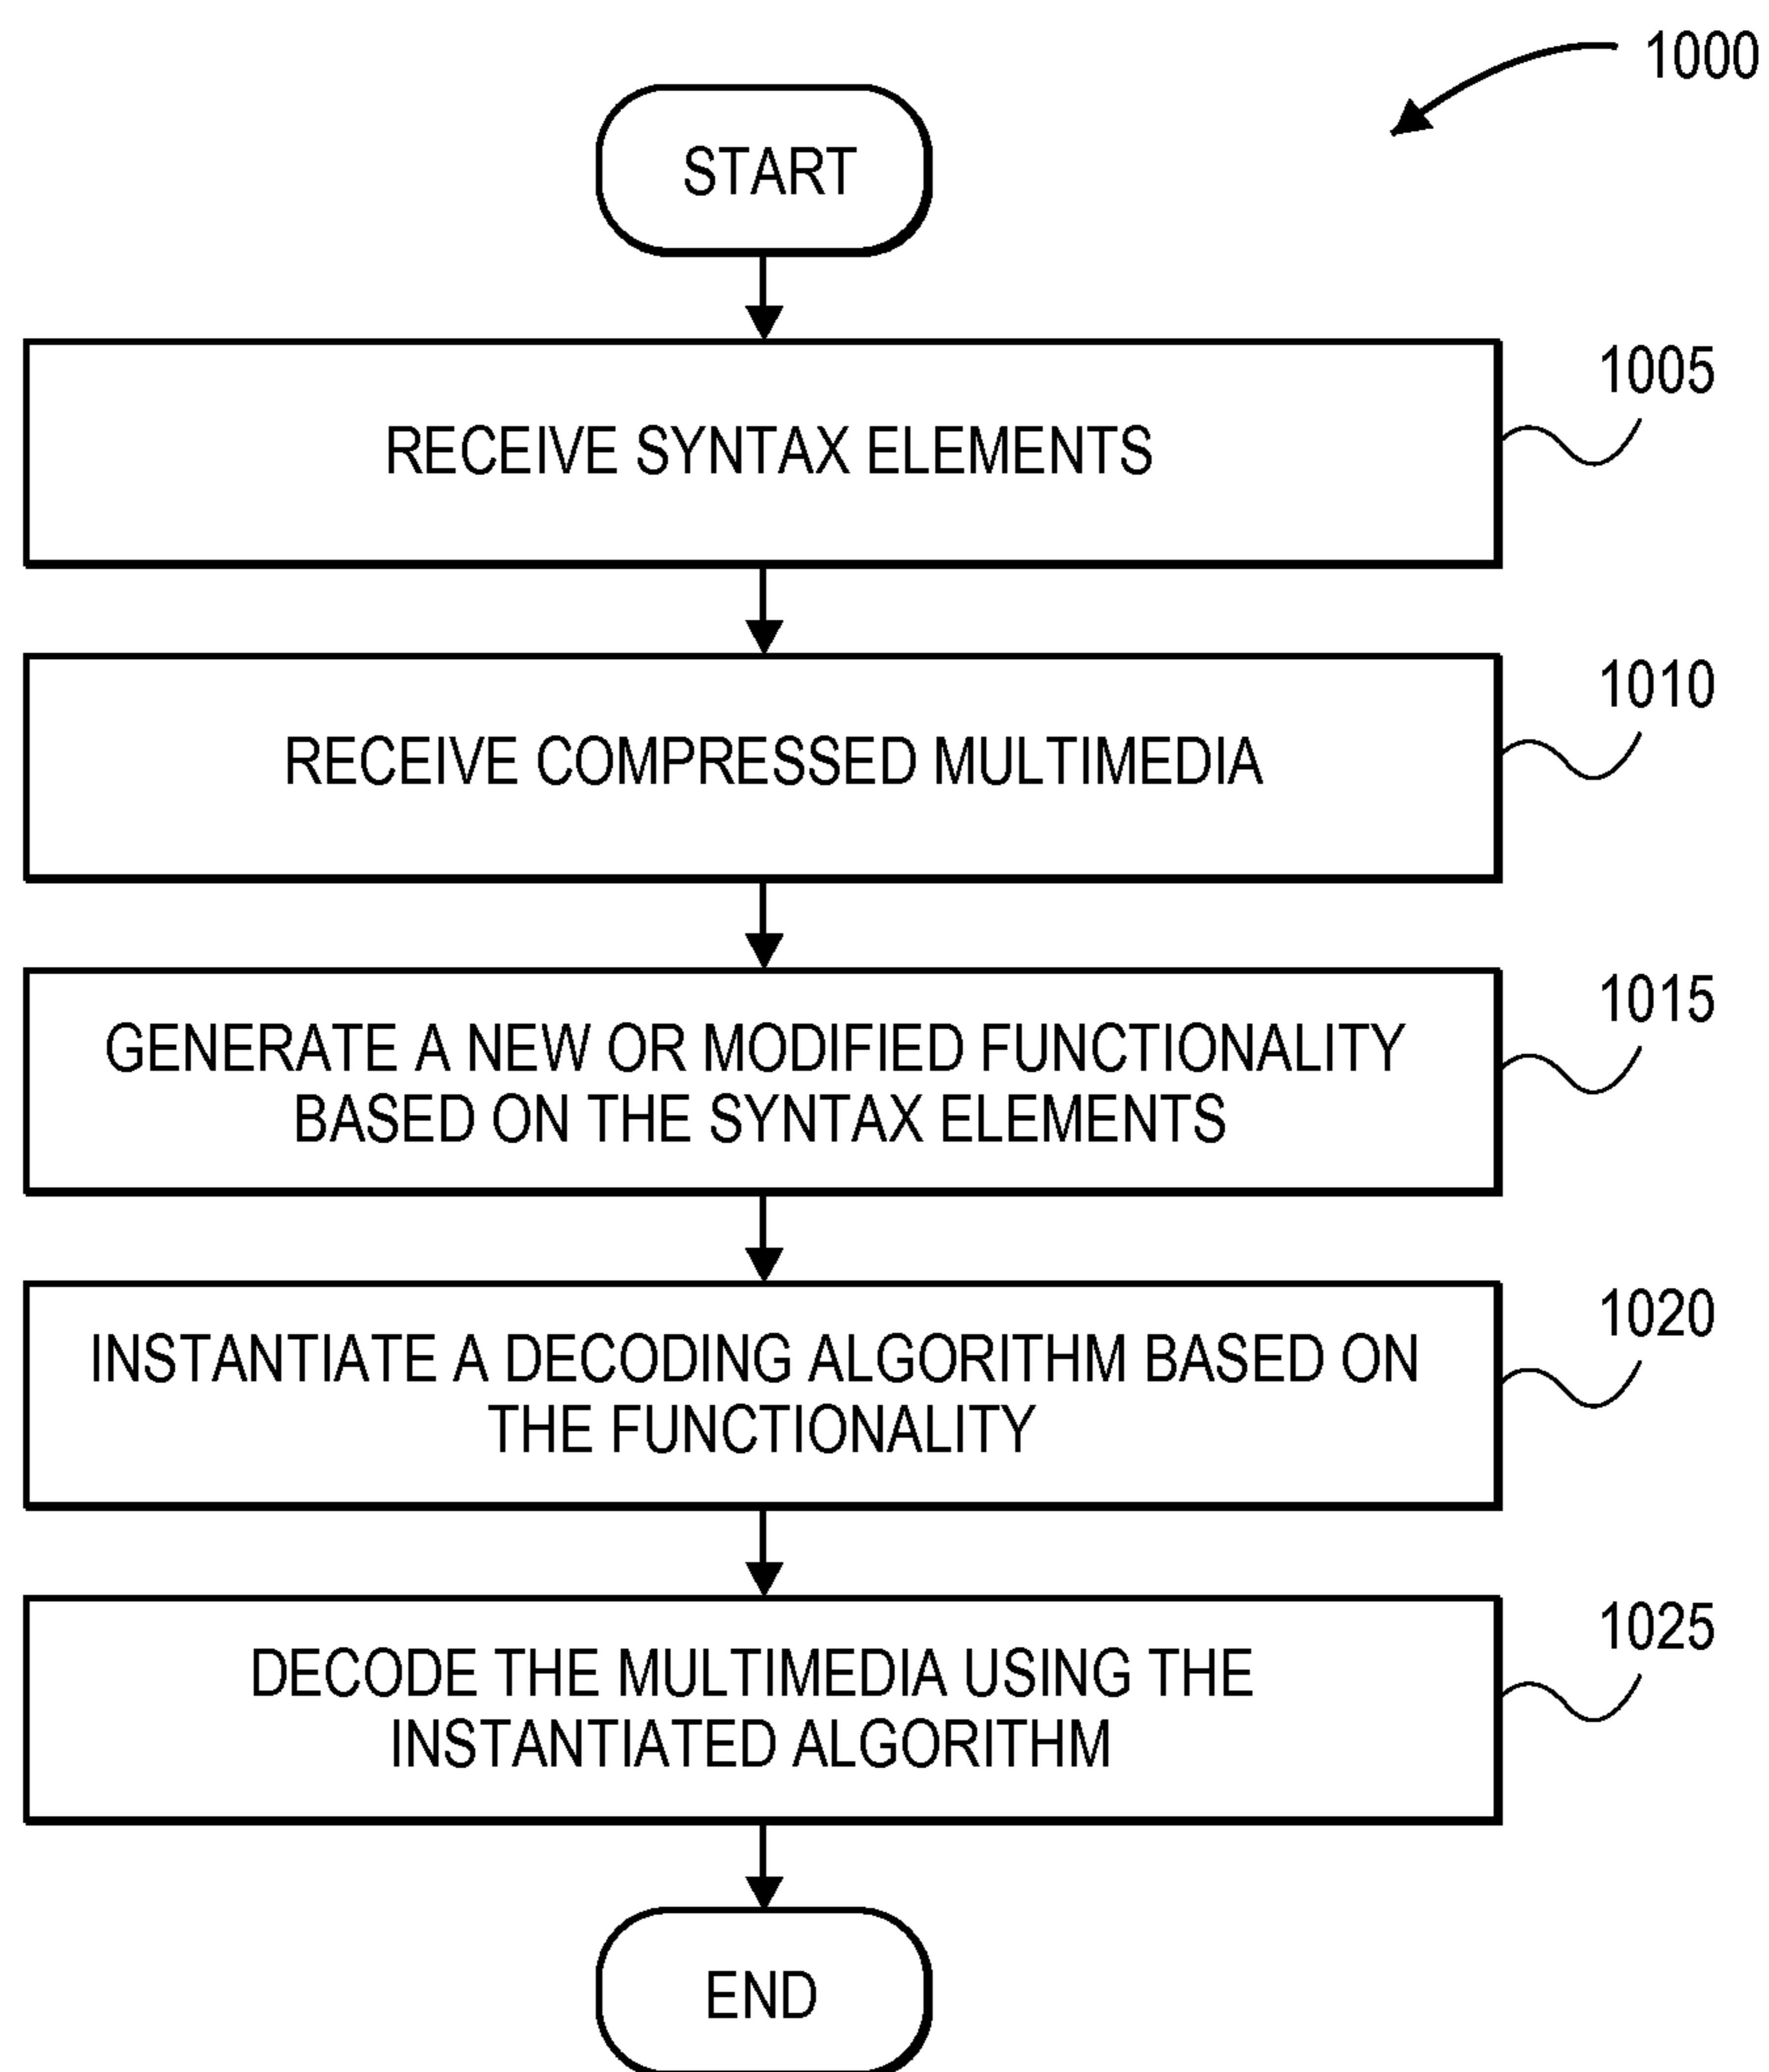 1000
START
1005
RECEIVE SYNTAX ELEMENTS
1010
RECEIVE COMPRESSED MULTIMEDIA
1015
GENERATE A NEW OR MODIFIED FUNCTIONALITY
BASED ON THE SYNTAX ELEMENTS
1020
INSTANTIATE A DECODING ALGORITHM BASED ON
THE FUNCTIONALITY
1025
DECODE THE MULTIMEDIA USING THE
INSTANTIATED ALGORITHM
END